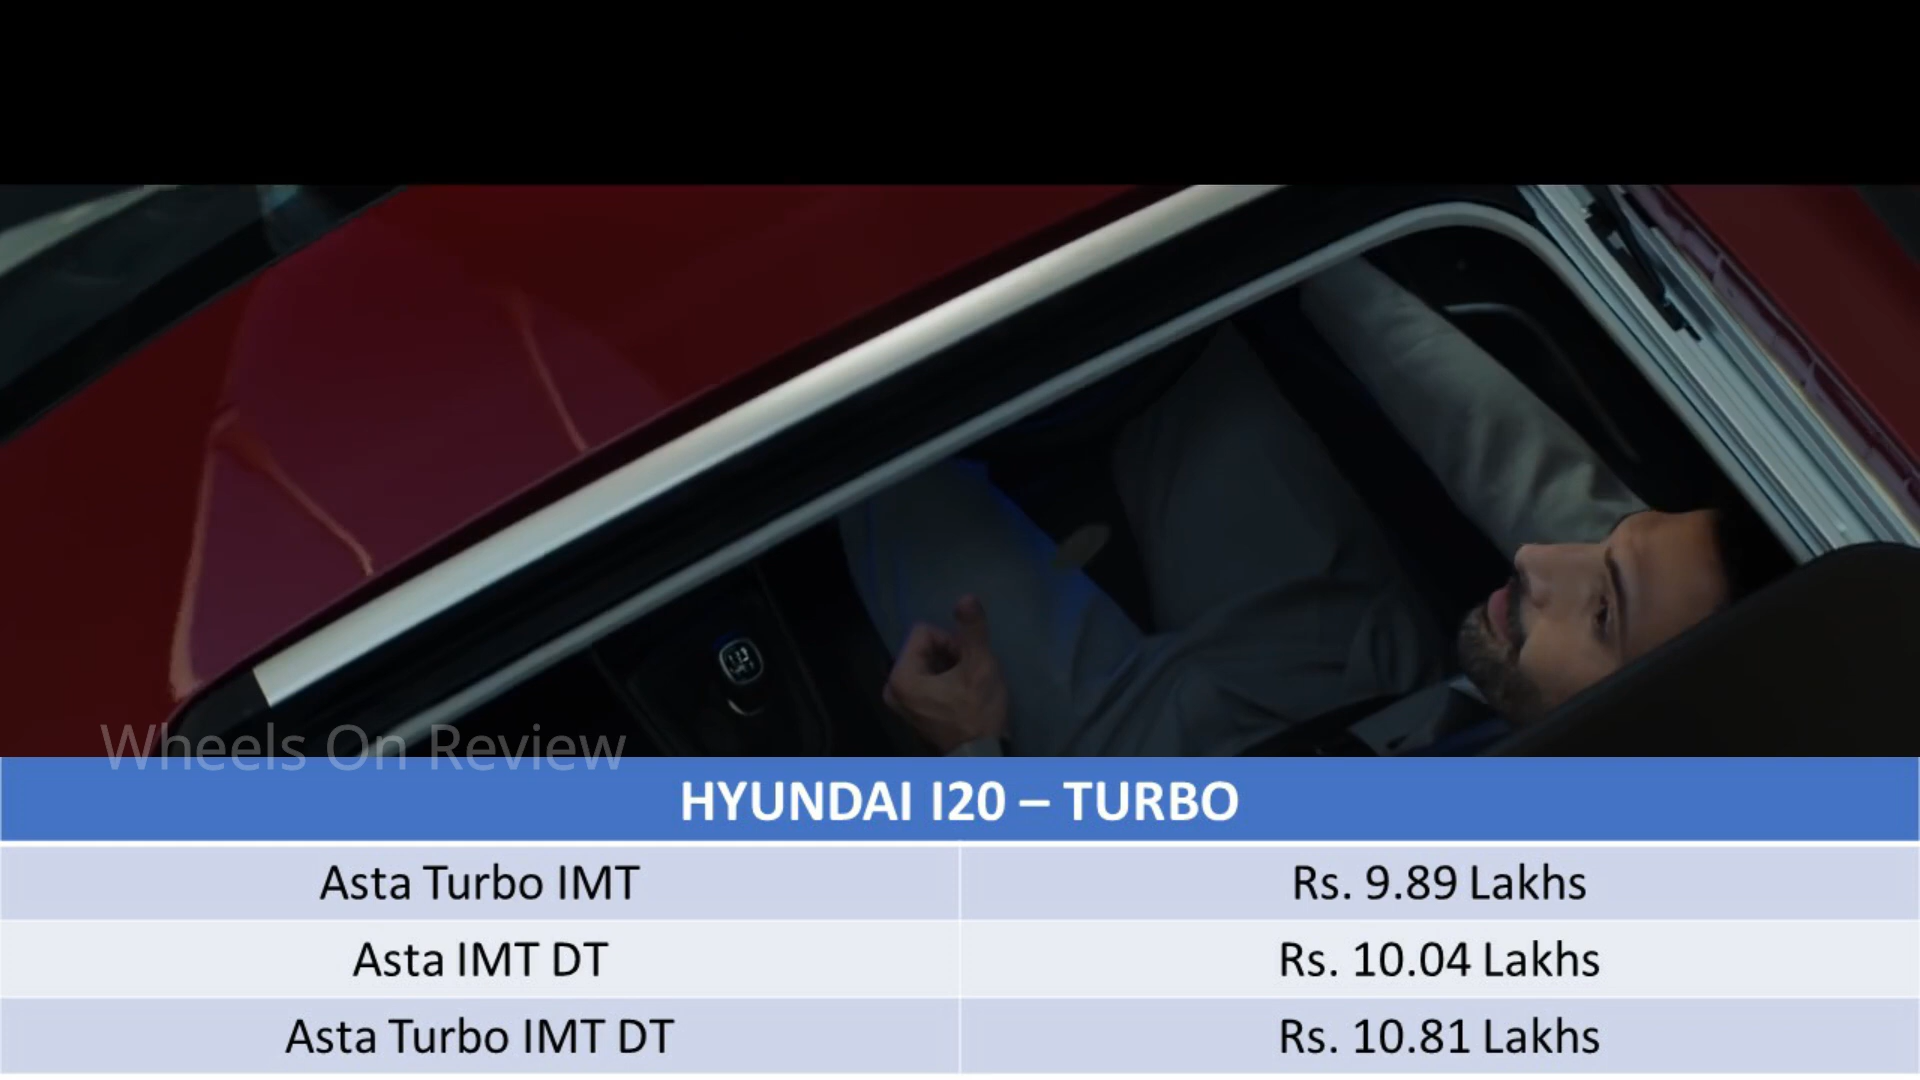 Wheels On Review
HYUNDAI I20 – TURBO
Asta Turbo IMT Rs. 9.89 Lakhs
Asta IMT DT Rs. 10.04 Lakhs
Asta Turbo IMT DT Rs. 10.81 Lakhs